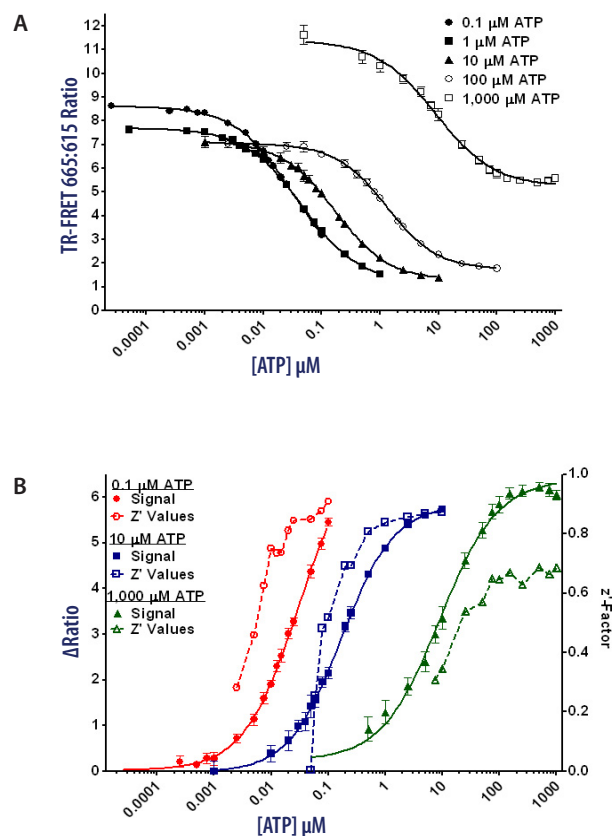 A
TR-FRET 665:615 Ratio
12
11
10
9
8
7
6
5
4
3
2
1
0
0.1 µM ATP
1 µM ATP
10 µM ATP
100 µM ATP
1,000 µM ATP
0.0001
0.001
0.01
0.1
1
10
100
1000
[ATP] µM
B
ΔRatio
6
5
4
3
2
1
0
0.1 µM ATP
Signal
Z' Values
10 µM ATP
Signal
Z' Values
1,000 µM ATP
Signal
Z' Values
1.0
0.8
0.6
0.4
0.2
0.0
z'-Factor
0.0001
0.001
0.01
0.1
1
10
100
1000
[ATP] µM